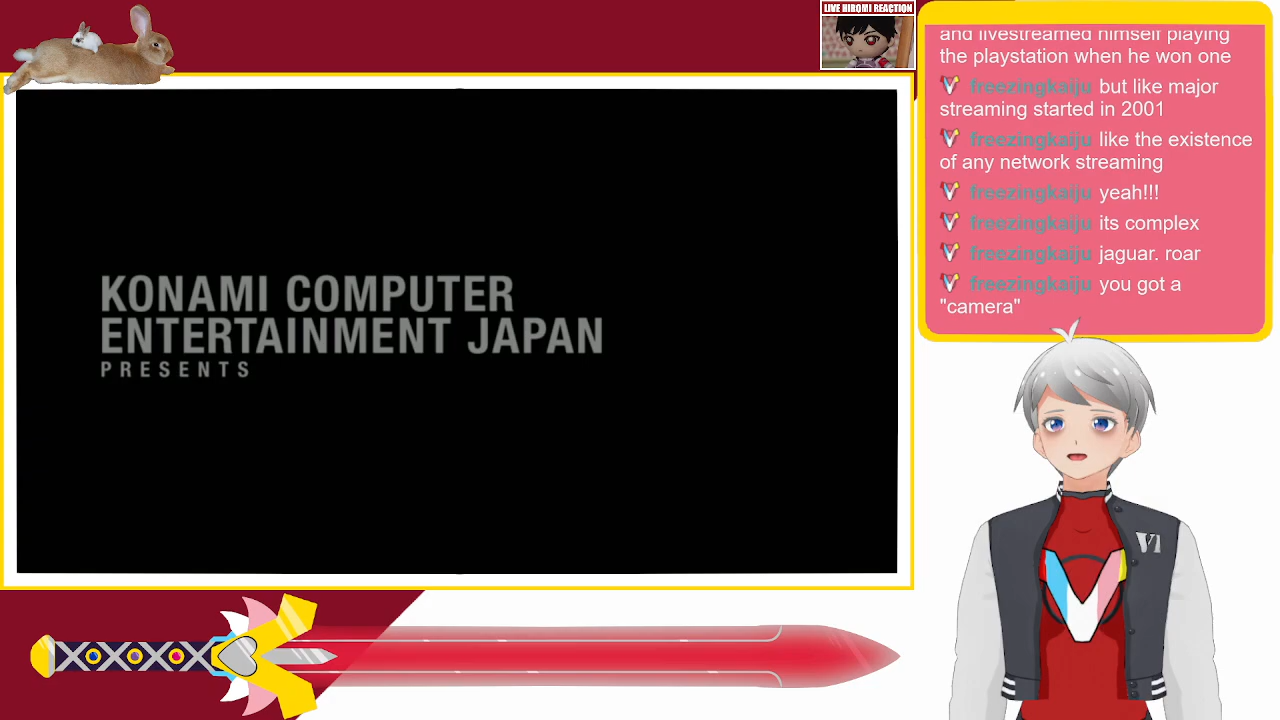 LIVE HIROMI REACTION
and livestreamed himself playing
the playstation when he won one
freezingkaiju but like major
streaming started in 2001
freezingkaiju like the existence
of any network streaming
freezingkaiju yeah!!!
freezingkaiju its complex
freezingkaiju jaguar. roar
freezingkaiju you got a
"camera"
KONAMI COMPUTER
ENTERTAINMENT JAPAN
PRESENTS
VI